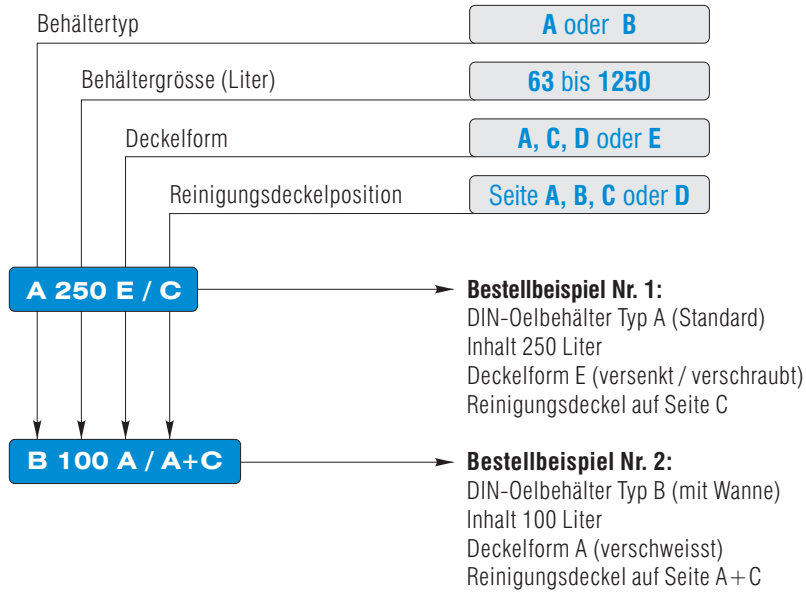 Behältertyp A oder B
Behältergrösse (Liter) 63 bis 1250
Deckelform A, C, D oder E
Reinigungsdeckelposition Seite A, B, C oder D
A 250 E / C
Bestellbeispiel Nr. 1:
DIN-Oelbehälter Typ A (Standard)
Inhalt 250 Liter
Deckelform E (versenkt / verschraubt)
Reinigungsdeckel auf Seite C
B 100 A / A+C
Bestellbeispiel Nr. 2:
DIN-Oelbehälter Typ B (mit Wanne)
Inhalt 100 Liter
Deckelform A (verschweisst)
Reinigungsdeckel auf Seite A+C